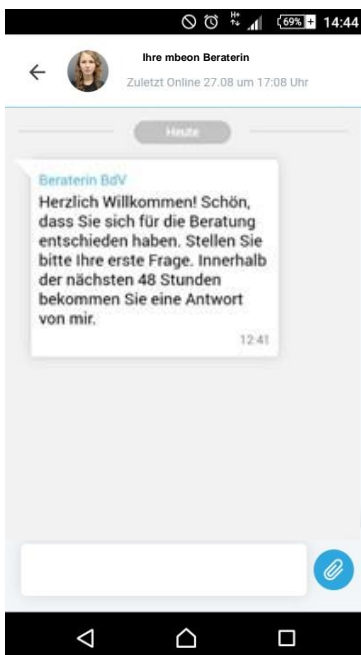 H+
69%
14:44
Ihre mbeon Beraterin
Zuletzt Online 27.08 um 17:08 Uhr
Heute
Beraterin BdV
Herzlich Willkommen! Schön,
dass Sie sich für die Beratung
entschieden haben. Stellen Sie
bitte Ihre erste Frage. Innerhalb
der nächsten 48 Stunden
bekommen Sie eine Antwort
von mir.
12:41